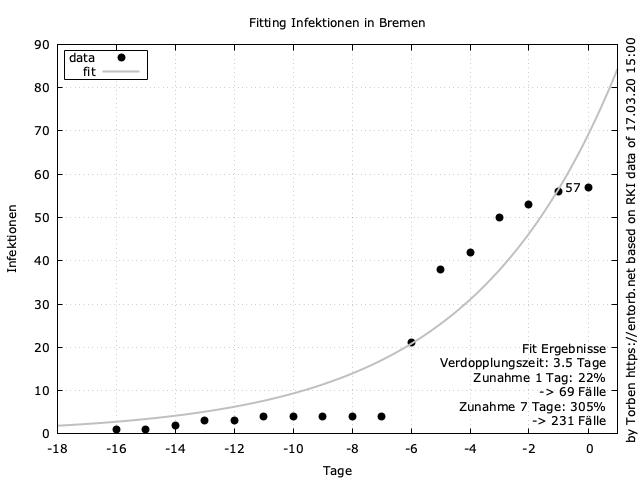 Fitting Infektionen in Bremen
data
fit
90
80
70
60
50
40
30
20
10
0
Infektionen
57
Fit Ergebnisse
Verdopplungszeit: 3.5 Tage
Zunahme 1 Tag: 22%
-> 69 Fälle
Zunahme 7 Tage: 305%
-> 231 Fälle
-18 -16 -14 -12 -10 -8 -6 -4 -2 0
Tage
by Torben https://entorb.net based on RKI data of 17.03.20 15:00